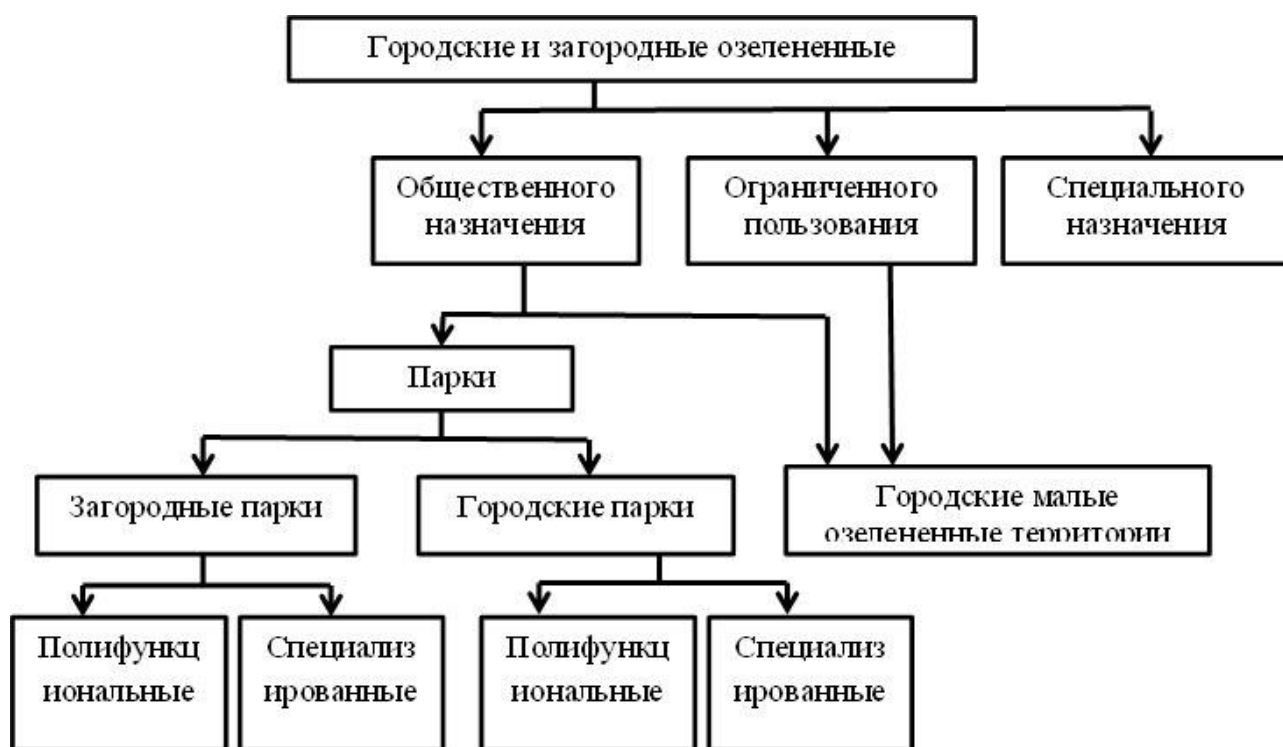 Городские и загородные озелененные
Общественного
назначения
Ограниченного
пользования
Специального
назначения
Парки
Загородные парки
Городские парки
Городские малые
озелененные территории
Полифункц
иональные
Специализ
ированные
Полифункц
иональные
Специализ
ированные